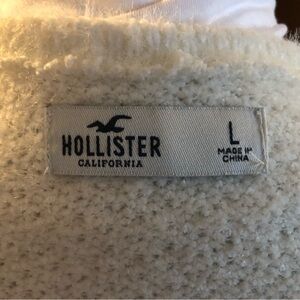 HOLLISTER
CALIFORNIA
L
MADE IN
CHINA